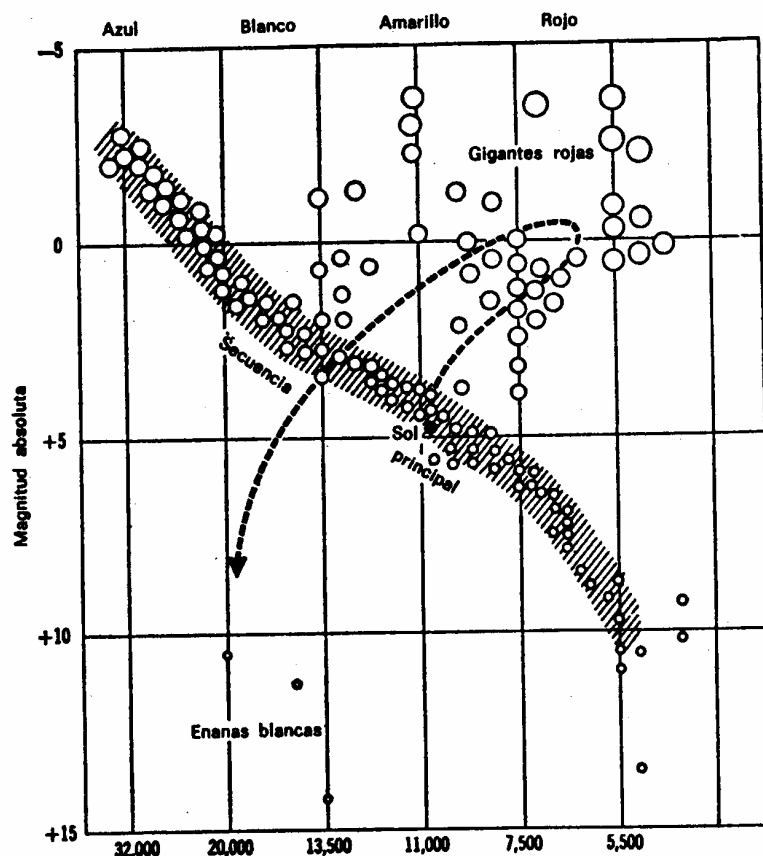 Azul Blanco Amarillo Rojo
−5
Gigantes rojas
0
Secuencia
Magnitud absoluta
+5
Sol
principal
+10
Enanas blancas
+15
32,000 20,000 13,500 11,000 7,500 5,500